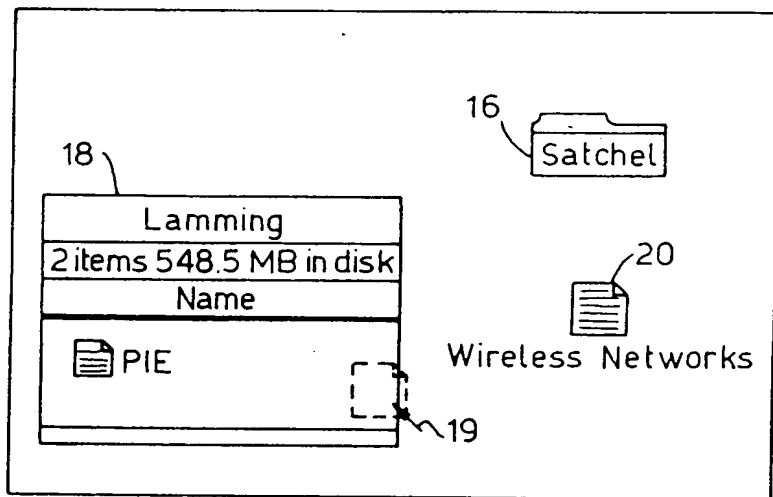 16
Satchel
18
Lamming
2 items 548.5 MB in disk
Name
PIE
19
20
Wireless Networks